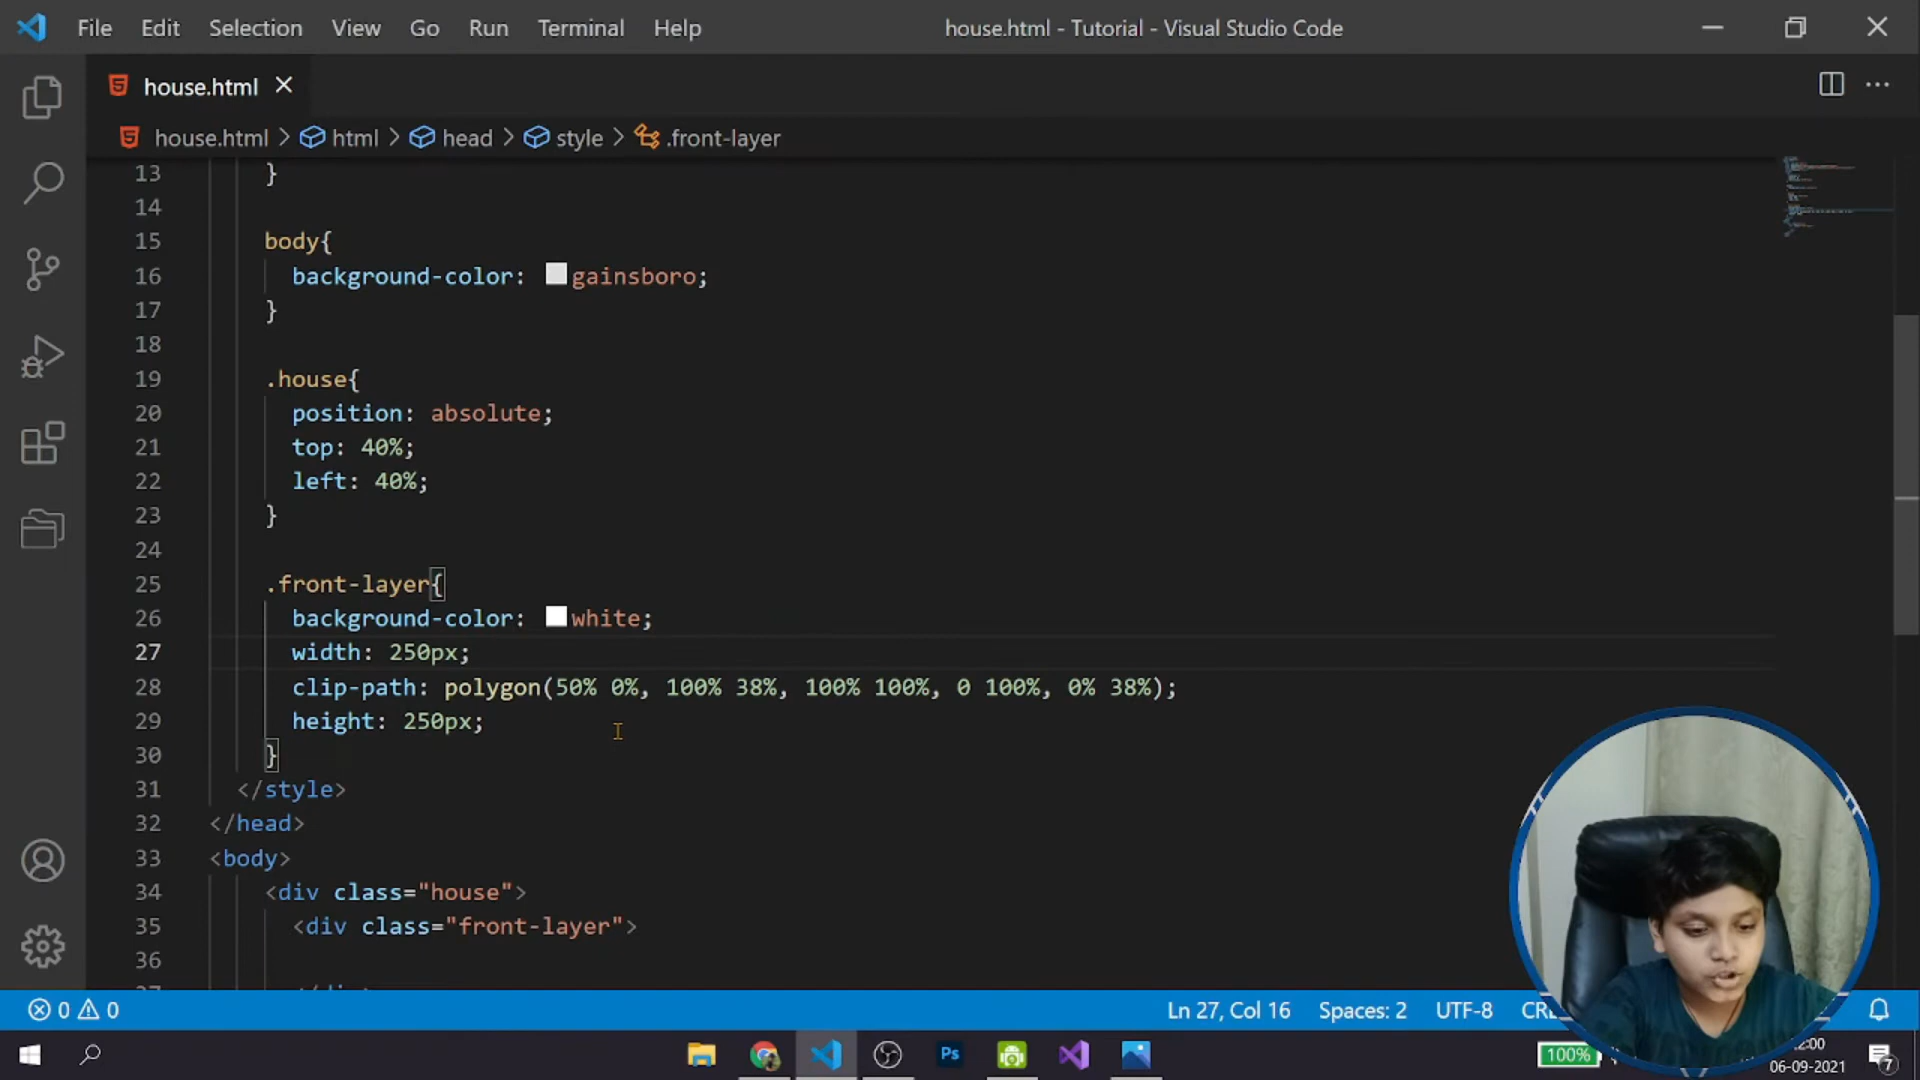 File Edit Selection View Go Run Terminal Help house.html - Tutorial - Visual Studio Code
house.html
house.html > html > head > style > .front-layer
13 }
14
15 body{
16 background-color: gainsboro;
17 }
18
19 .house{
20 position: absolute;
21 top: 40%;
22 left: 40%;
23 }
24
25 .front-layer{
26 background-color: white;
27 width: 250px;
28 clip-path: polygon(50% 0%, 100% 38%, 100% 100%, 0 100%, 0% 38%);
29 height: 250px;
30 }
31 </style>
32 </head>
33 <body>
34 <div class="house">
35 <div class="front-layer">
36
0 0 Ln 27, Col 16 Spaces: 2 UTF-8
Ps
100%
06-09-2021
7